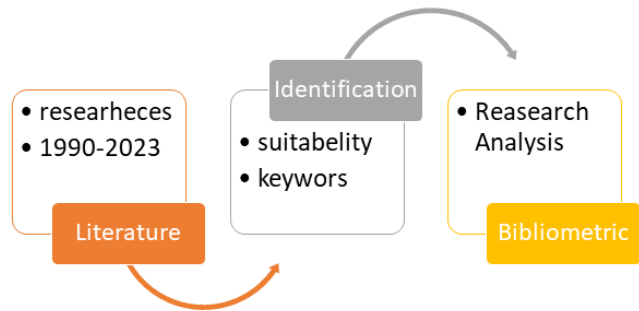 • researheces
• 1990-2023
Literature
Identification
• suitabelity
• keywors
• Reasearch
Analysis
Bibliometric